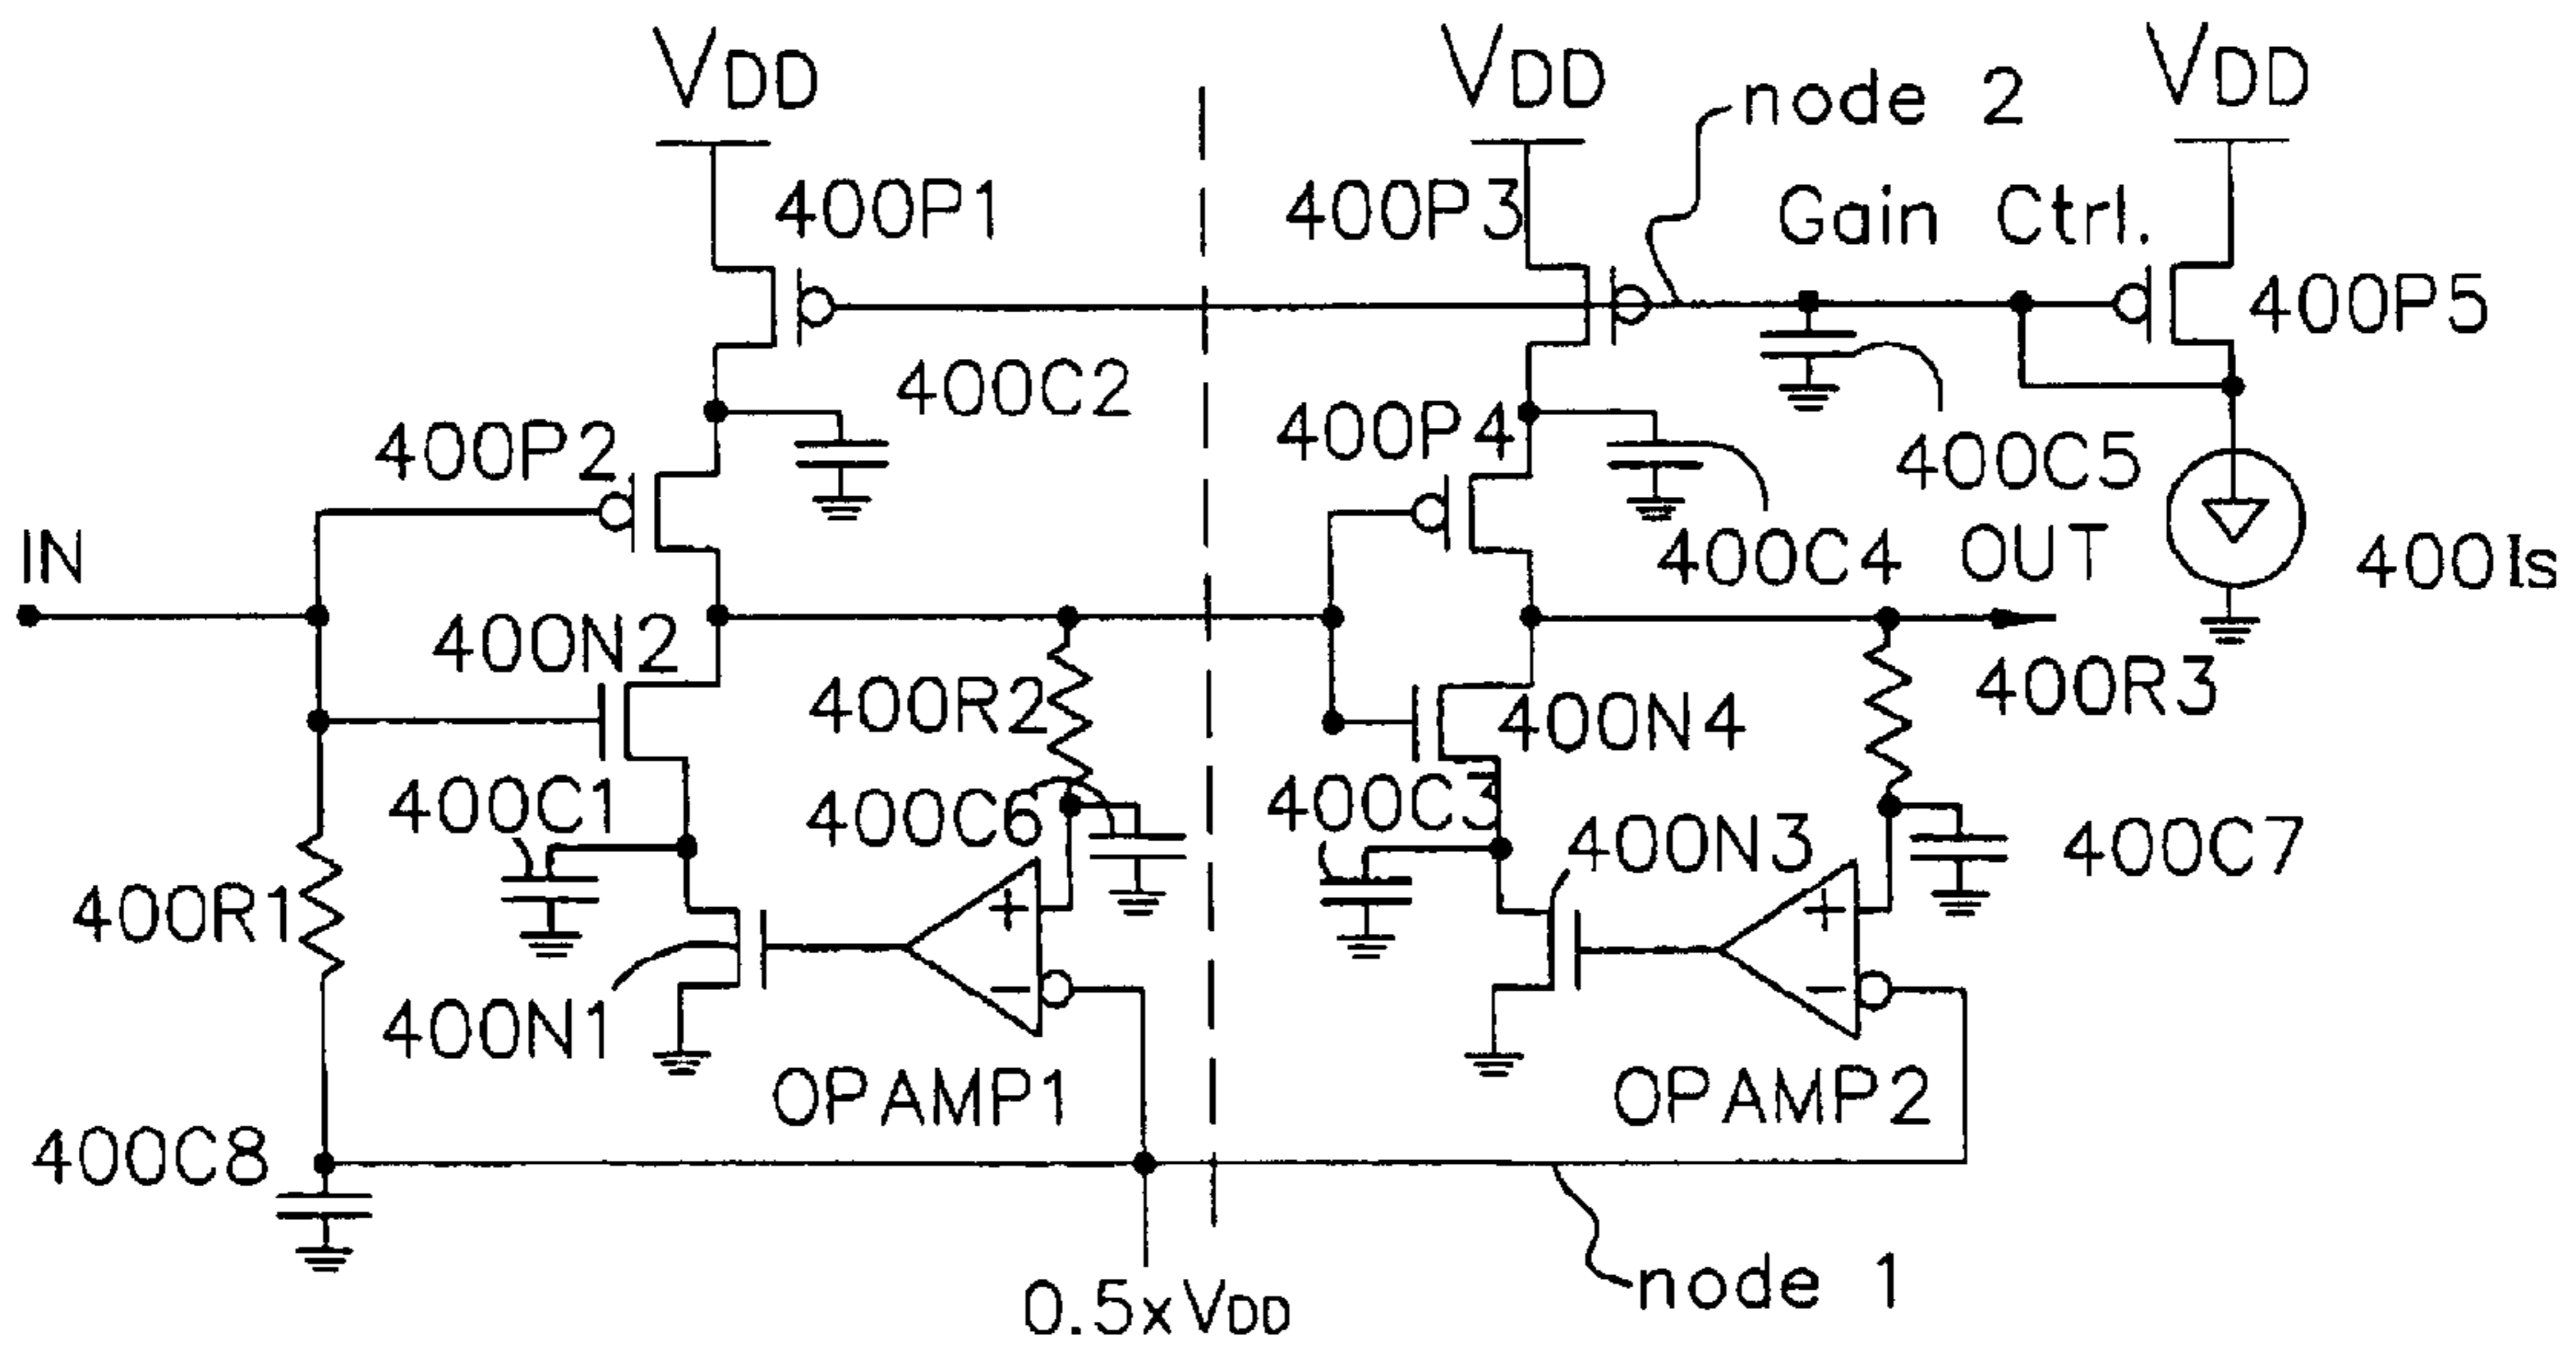 VDD
VDD
VDD
node 2
400P1
400P3
Gain Ctrl.
400P5
400C2
400P2
400P4
400C5
IN
400C4
OUT
400Is
400N2
400R2
400N4
400R3
400C1
400C6
400C3
400N3
400C7
400R1
+
+
400N1
−
−
OPAMP1
OPAMP2
400C8
node 1
0.5xVDD